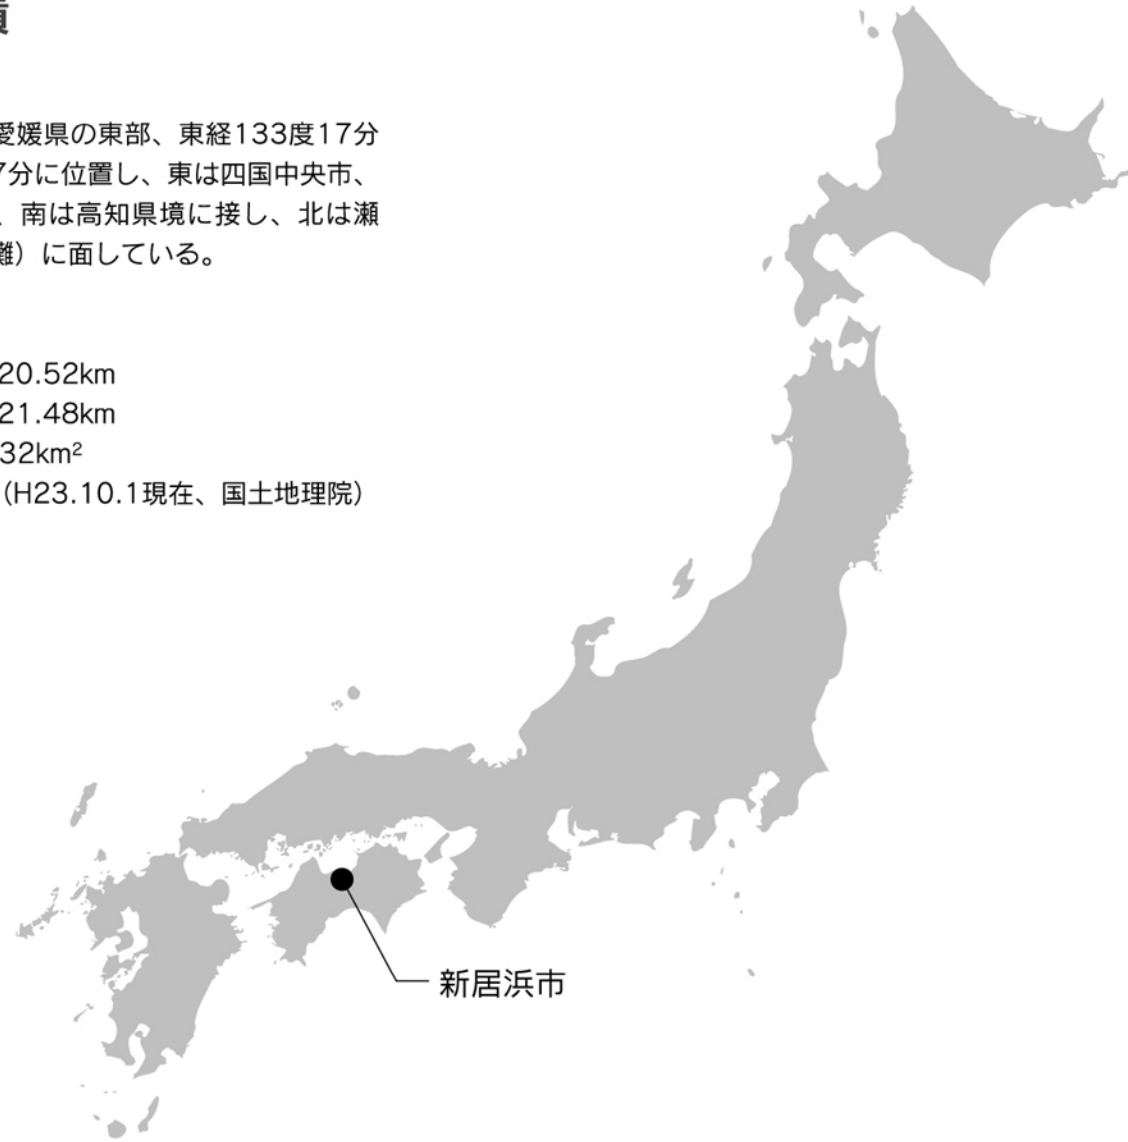 積
愛媛県の東部、東経133度17分
7分に位置し、東は四国中央市、
、南は高知県境に接し、北は瀬
灘）に面している。
20.52km
21.48km
32km²
（H23.10.1現在、国土地理院）
新居浜市